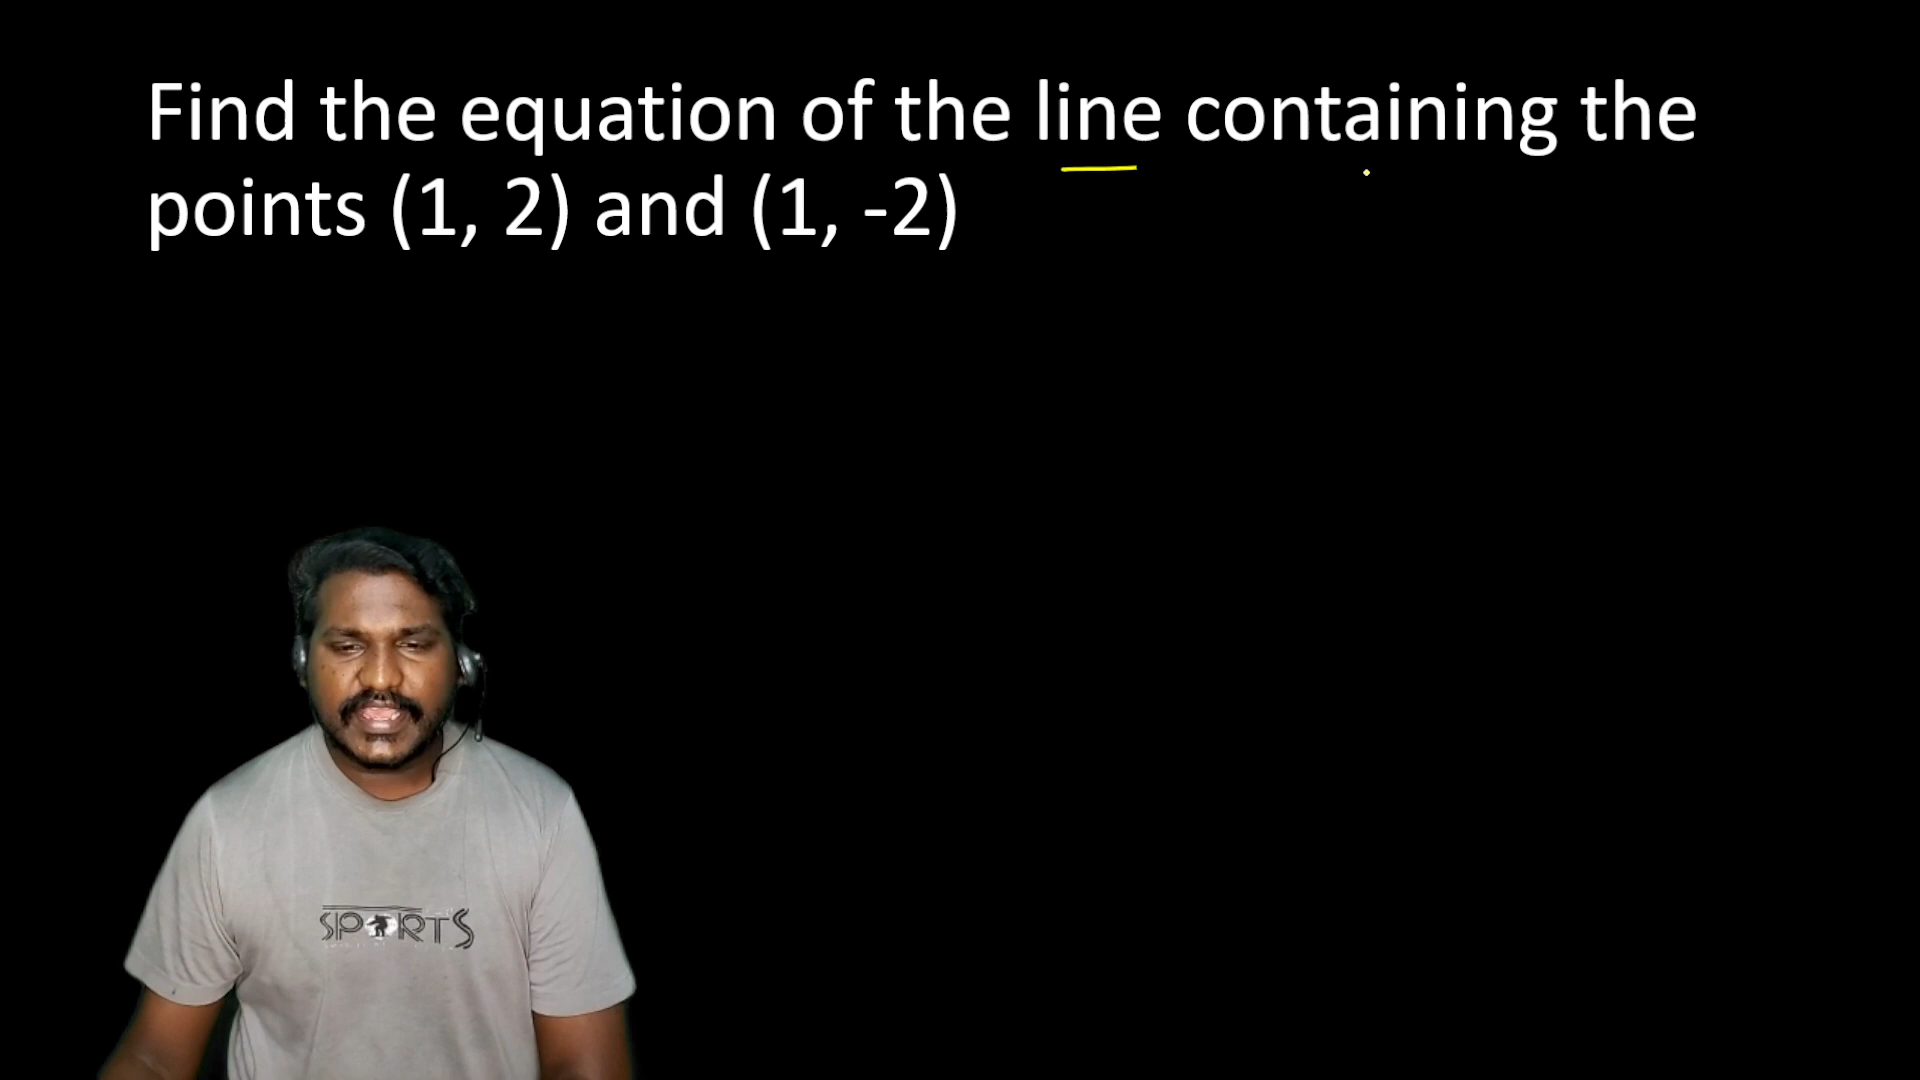 Find the equation of the line containing the
points (1, 2) and (1, -2)
SPORTS